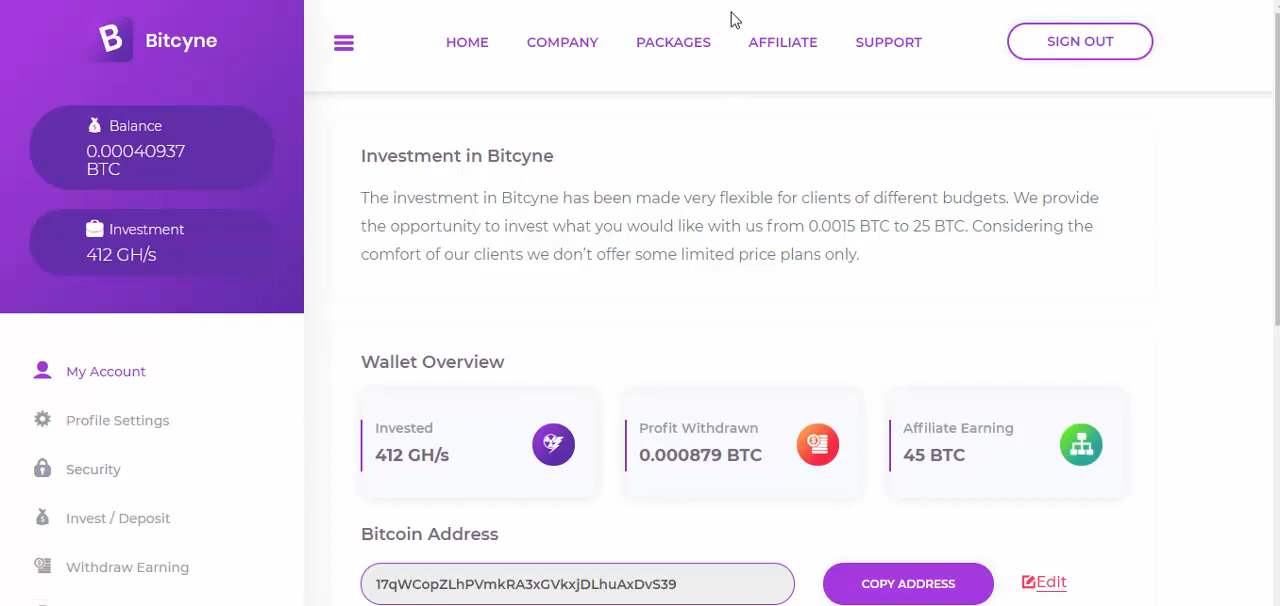 Bitcyne
HOME COMPANY PACKAGES AFFILIATE SUPPORT SIGN OUT
Balance
0.00040937
BTC
Investment
412 GH/s
My Account
Profile Settings
Security
Invest / Deposit
Withdraw Earning
Investment in Bitcyne
The investment in Bitcyne has been made very flexible for clients of different budgets. We provide
the opportunity to invest what you would like with us from 0.0015 BTC to 25 BTC. Considering the
comfort of our clients we don’t offer some limited price plans only.
Wallet Overview
Invested
412 GH/s
Profit Withdrawn
0.000879 BTC
Affiliate Earning
45 BTC
Bitcoin Address
17qWCopZLhPVmkRA3xGVkxjDLhuAxDvS39
COPY ADDRESS
Edit